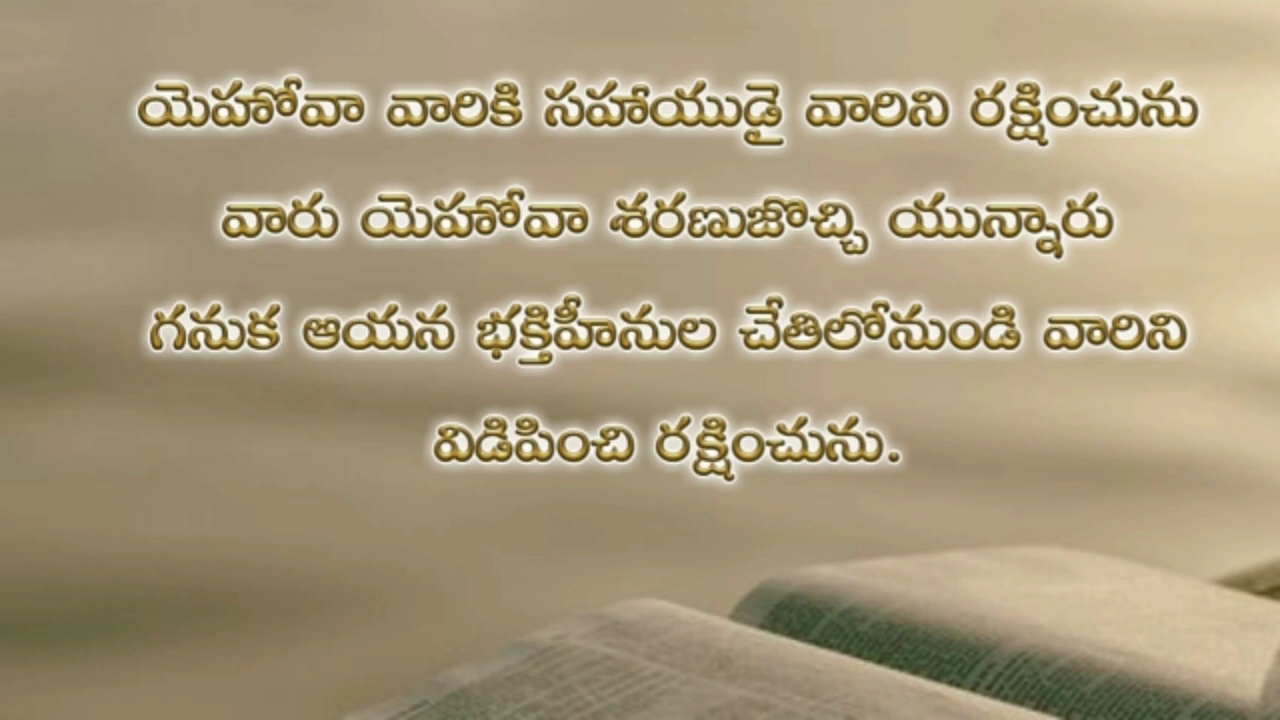 యెహోవా వారికి సహాయుడై వారిని రక్షించును
వారు యెహోవా శరణుజొచ్చి యున్నారు
గనుక ఆయన భక్తిహీనుల చేతిలోనుండి వారిని
విడిపించి రక్షించును.